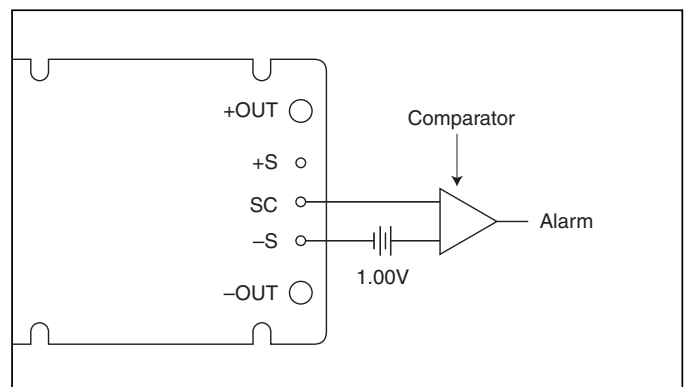 +OUT
Comparator
+S
SC
Alarm
–S
1.00V
–OUT